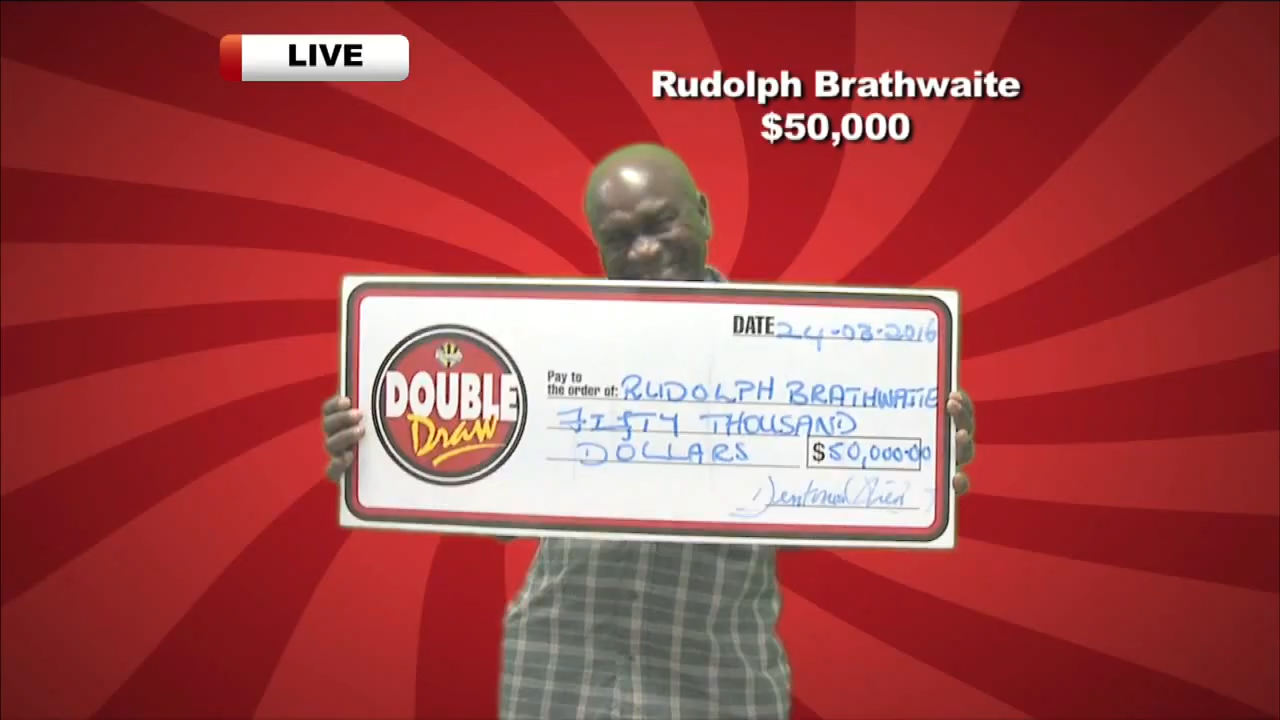 LIVE
Rudolph Brathwaite
$50,000
DATE 24-03-2016
Pay to
the order of: RUDOLPH BRATHWAITE
FIFTY THOUSAND
DOLLARS $50,000.00
DOUBLE
Draw